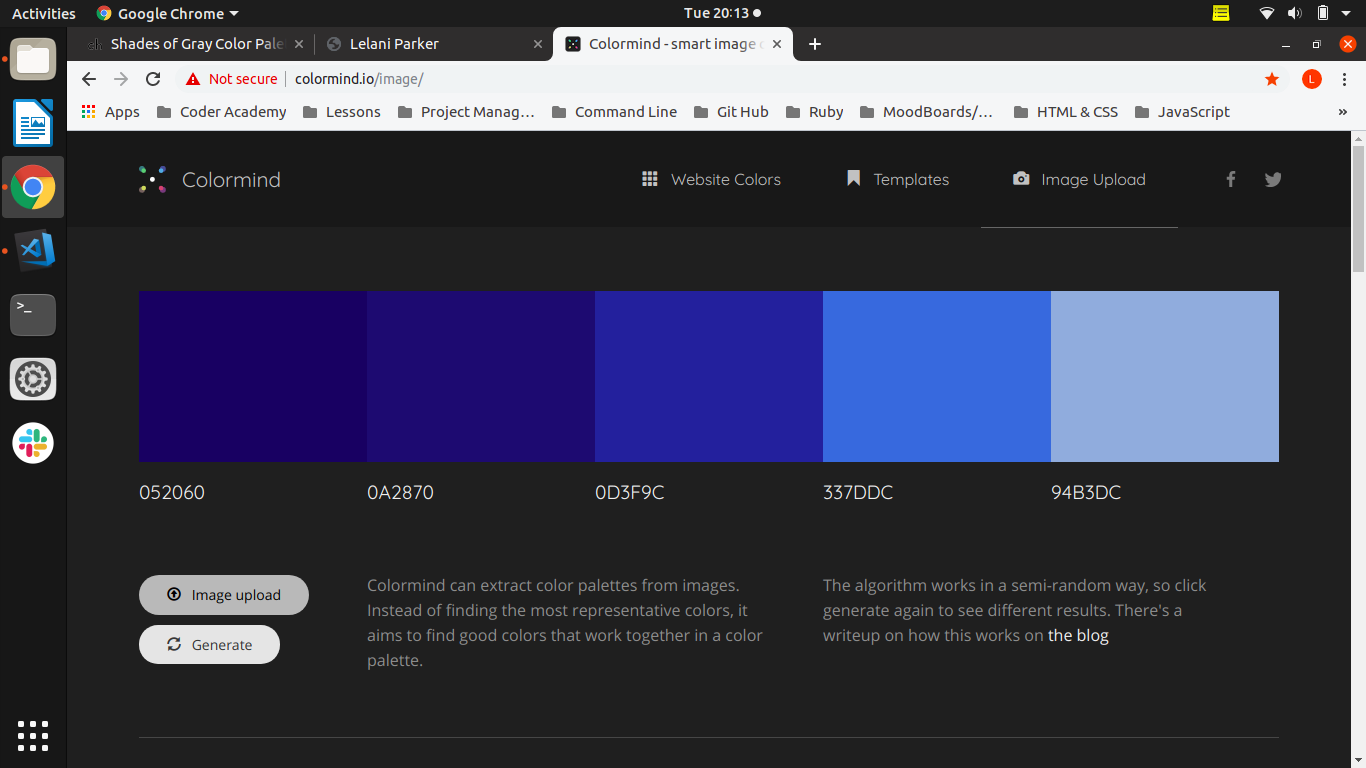 Activities Google Chrome Tue 20:13
Shades of Gray Color Pale Lelani Parker Colormind - smart image
Not secure colormind.io/image/ L
Apps Coder Academy Lessons Project Manag... Command Line Git Hub Ruby MoodBoards/... HTML & CSS JavaScript »
Colormind Website Colors Templates Image Upload
052060 0A2870 0D3F9C 337DDC 94B3DC
Image upload
Generate
Colormind can extract color palettes from images.
Instead of finding the most representative colors, it
aims to find good colors that work together in a color
palette.
The algorithm works in a semi-random way, so click
generate again to see different results. There's a
writeup on how this works on the blog